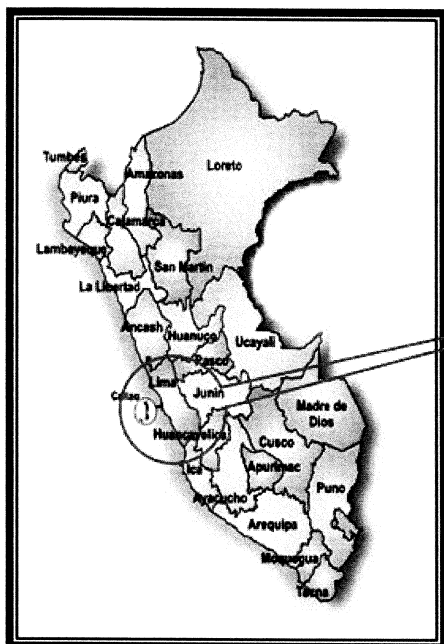 Loreto
Tumbes
Amazonas
Piura
Cajamarca
Lambayeque
San Martín
La Libertad
Ancash
Huanuco
Ucayali
Pasco
Lima
Junin
Callao
Madre de
Dios
Huancavelica
Cusco
Ica
Apurimac
Puno
Ayacucho
Arequipa
Moquegua
Tacna